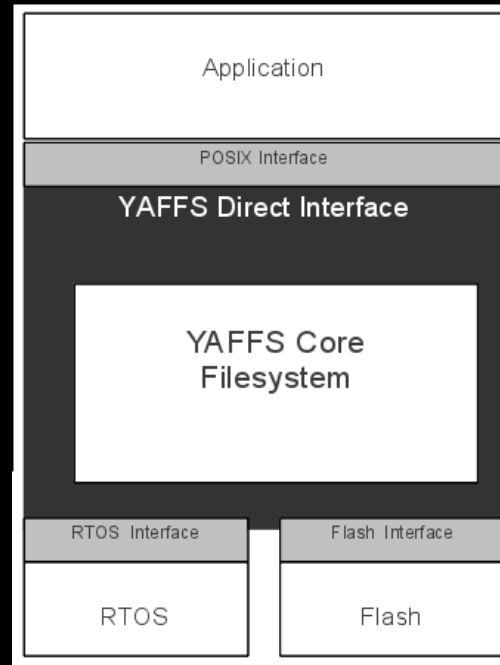 Application
POSIX Interface
YAFFS Direct Interface
YAFFS Core
Filesystem
RTOS Interface
Flash Interface
RTOS
Flash